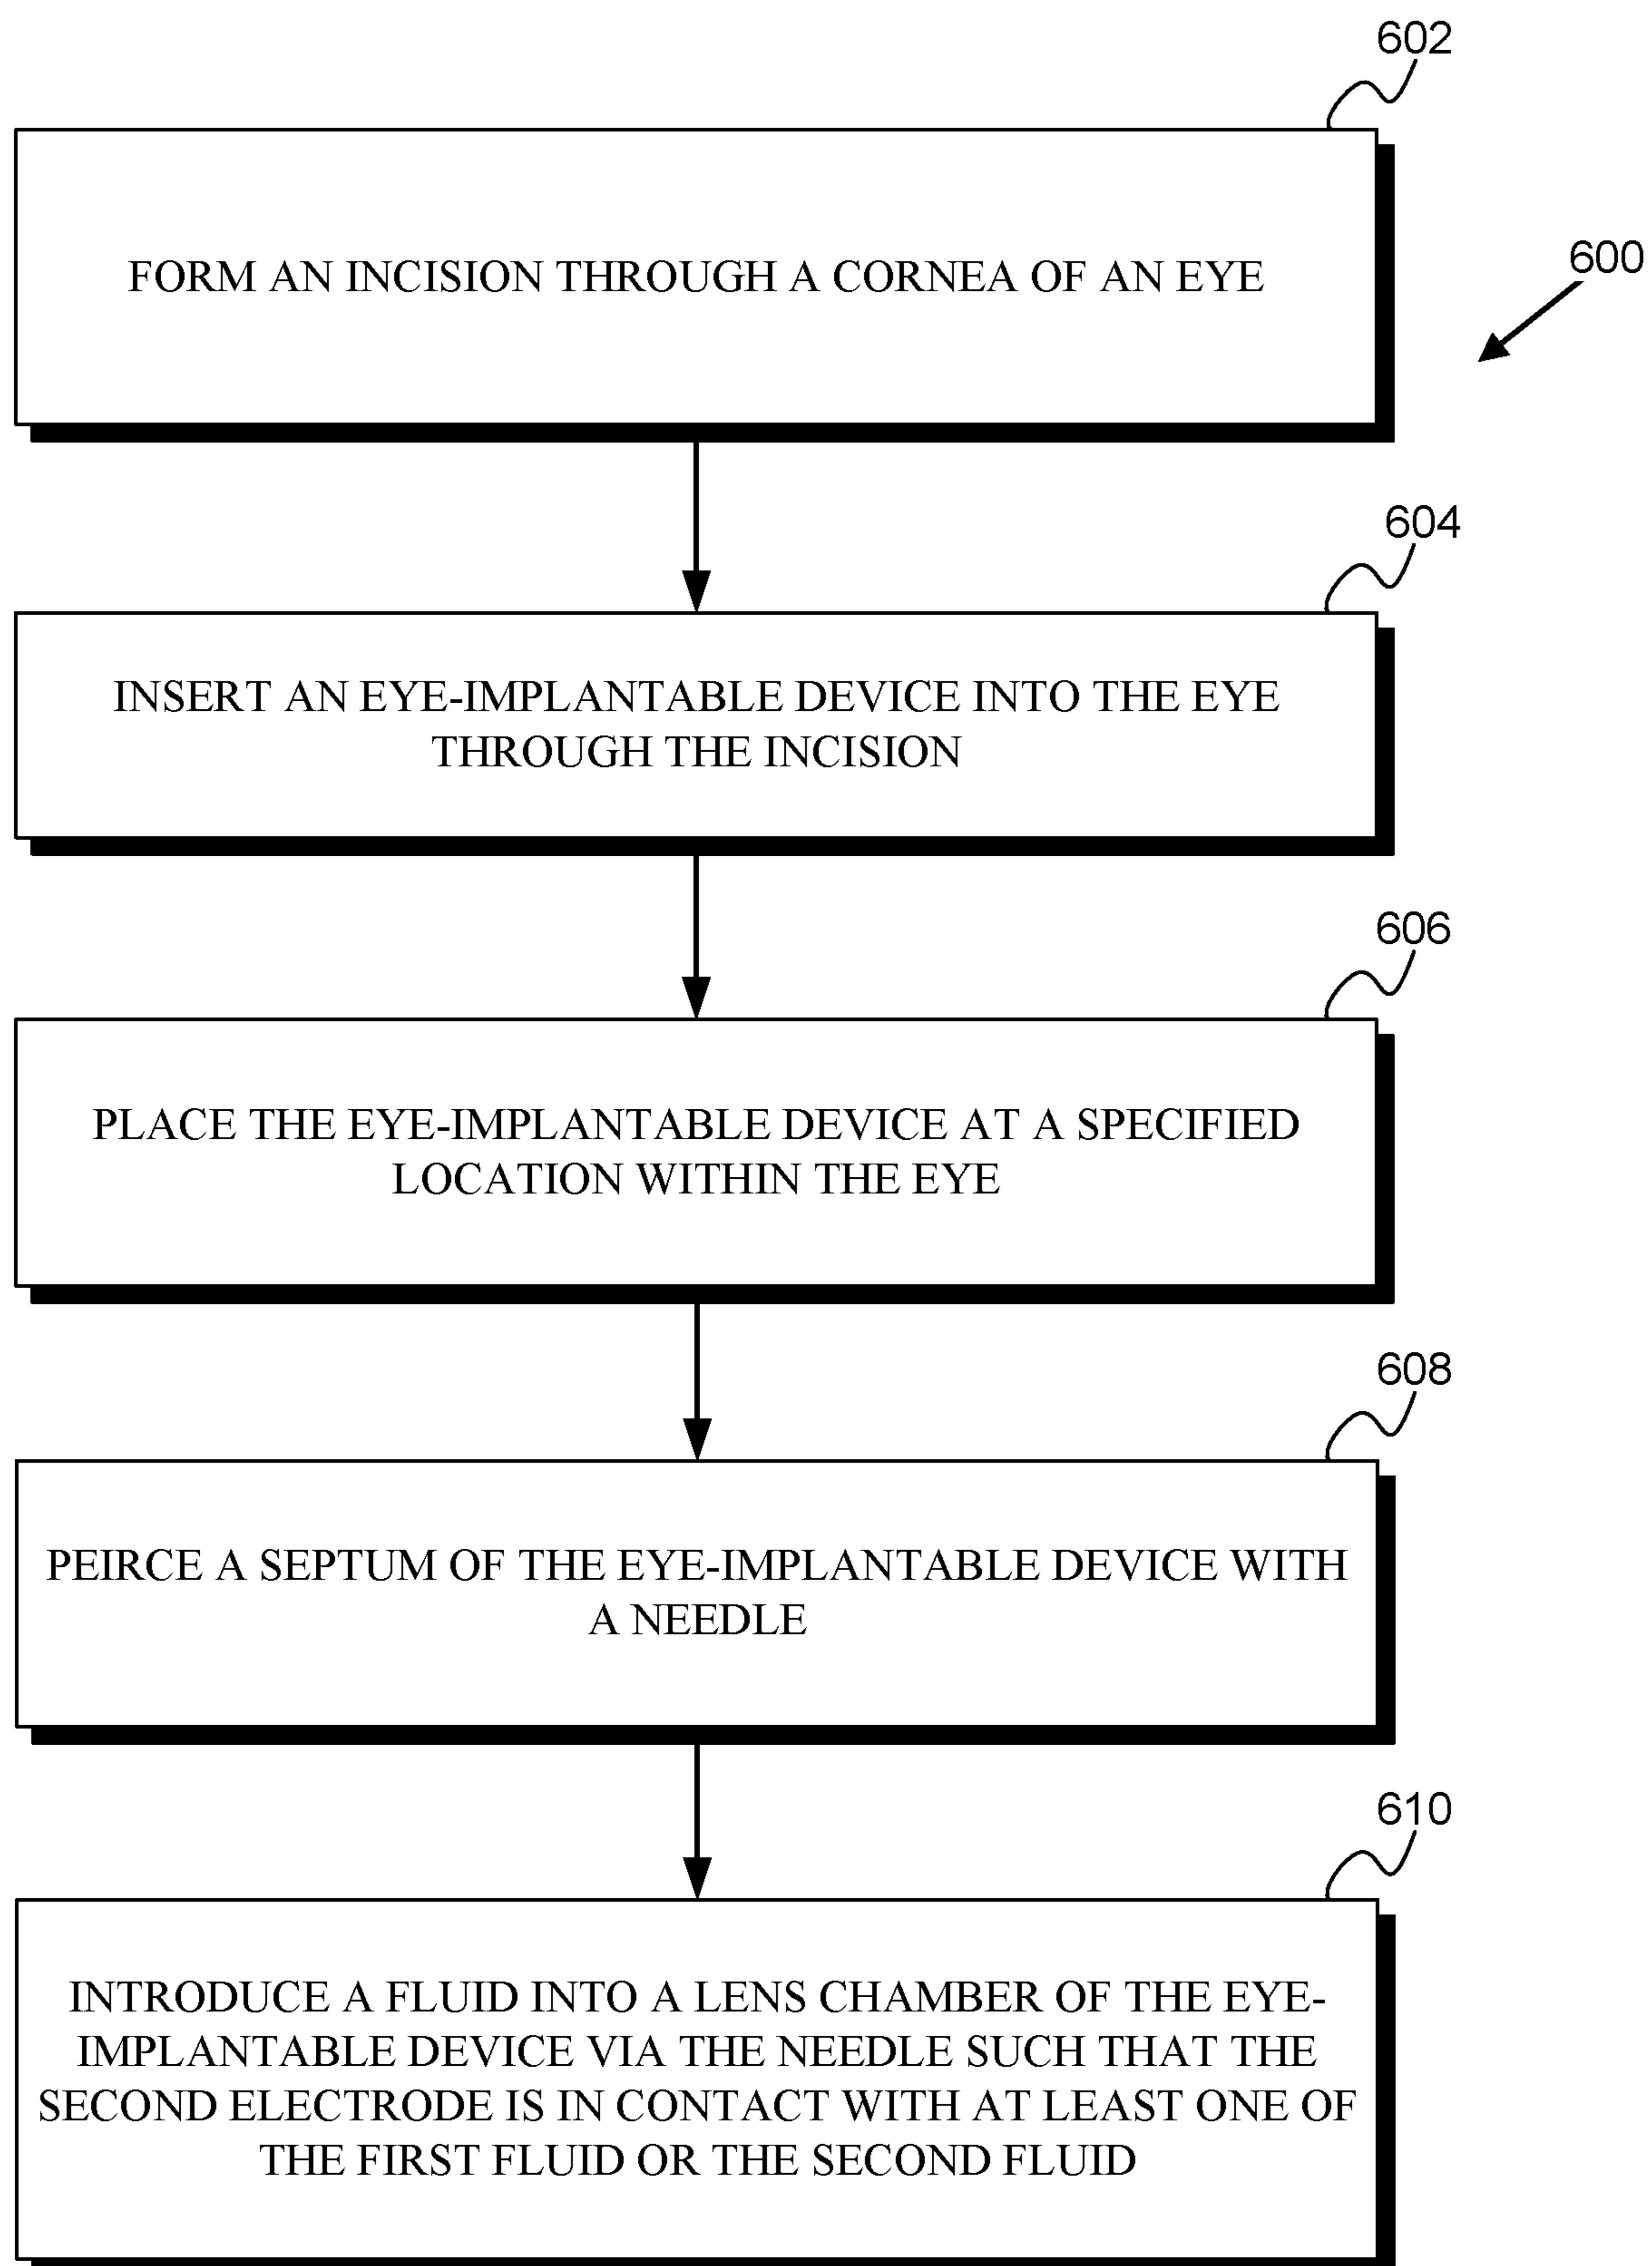 602
FORM AN INCISION THROUGH A CORNEA OF AN EYE
600
604
INSERT AN EYE-IMPLANTABLE DEVICE INTO THE EYE
THROUGH THE INCISION
606
PLACE THE EYE-IMPLANTABLE DEVICE AT A SPECIFIED
LOCATION WITHIN THE EYE
608
PEIRCE A SEPTUM OF THE EYE-IMPLANTABLE DEVICE WITH
A NEEDLE
610
INTRODUCE A FLUID INTO A LENS CHAMBER OF THE EYE-
IMPLANTABLE DEVICE VIA THE NEEDLE SUCH THAT THE
SECOND ELECTRODE IS IN CONTACT WITH AT LEAST ONE OF
THE FIRST FLUID OR THE SECOND FLUID